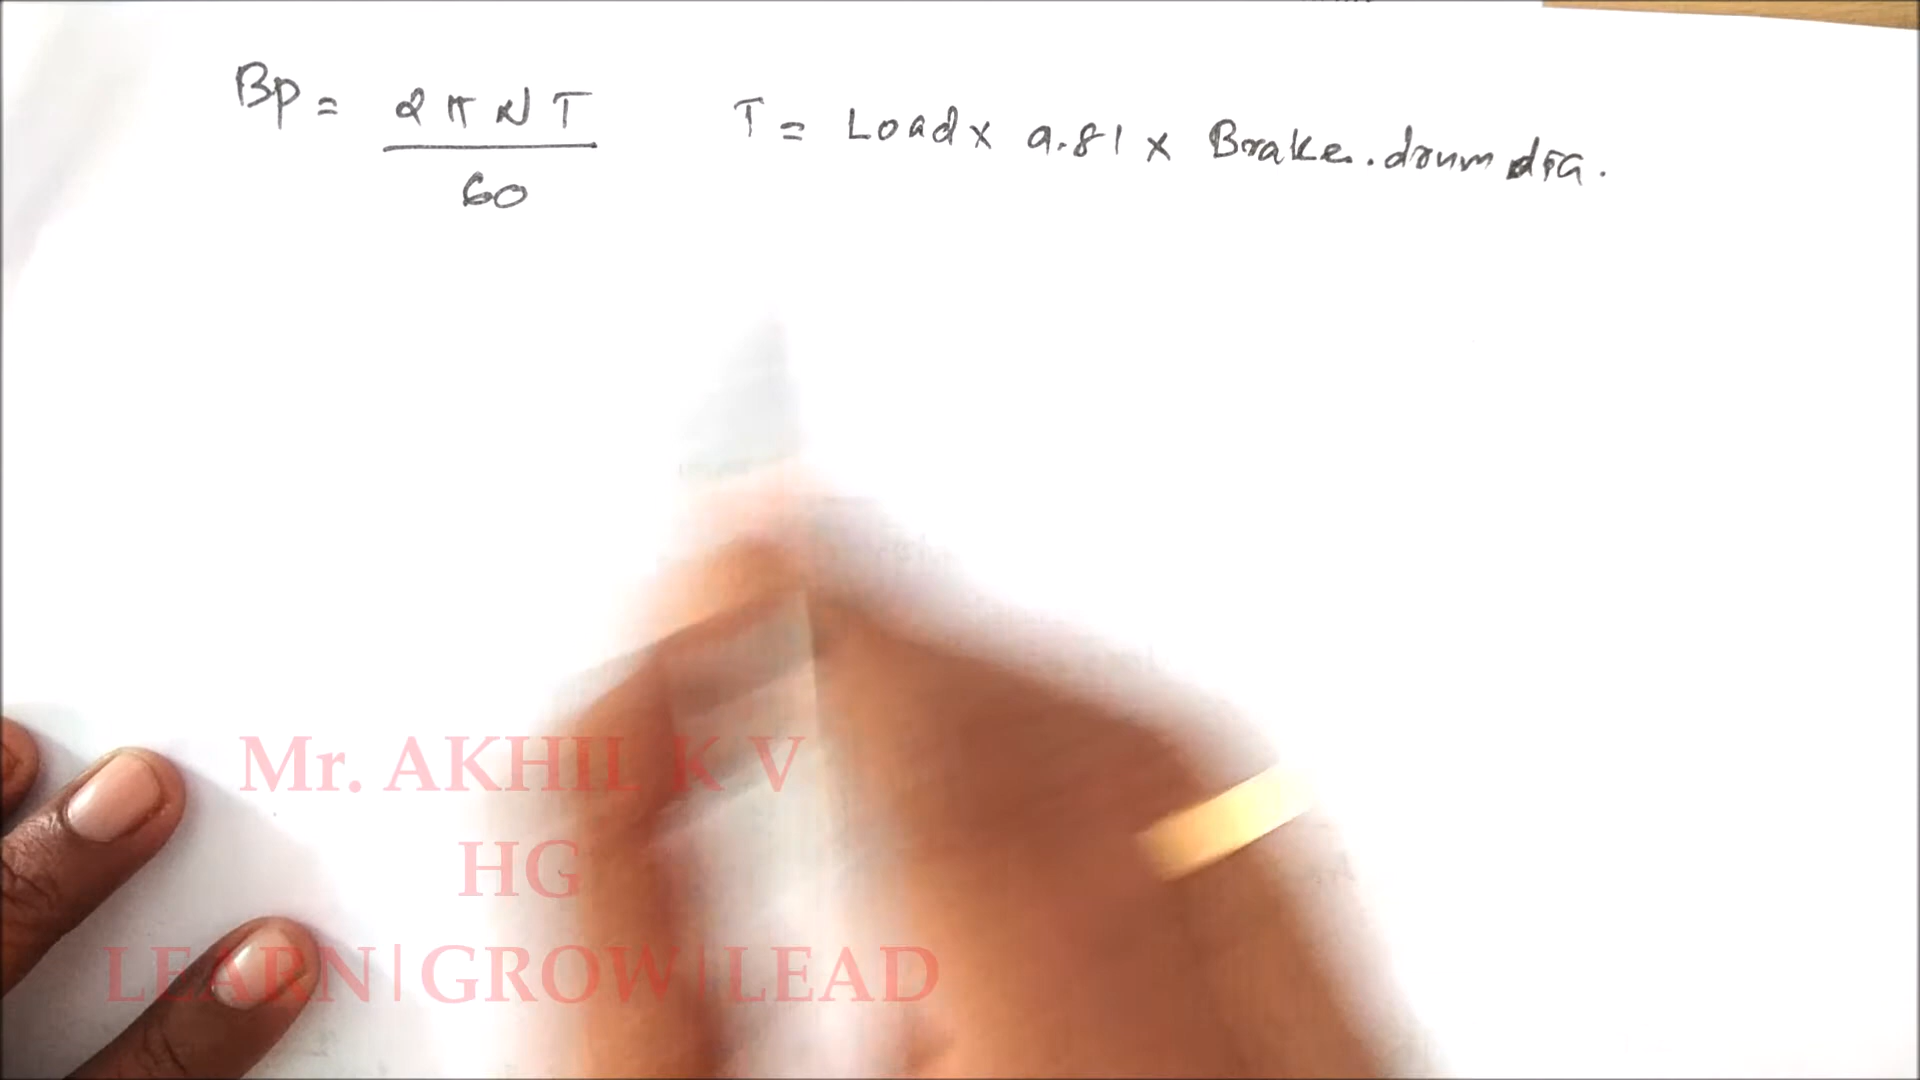 Bp = 2πNT / 60 T = Load x 9.81 x Brake.drum dia.
Mr. AKHIL K V
HG
LEARN|GROW|LEAD